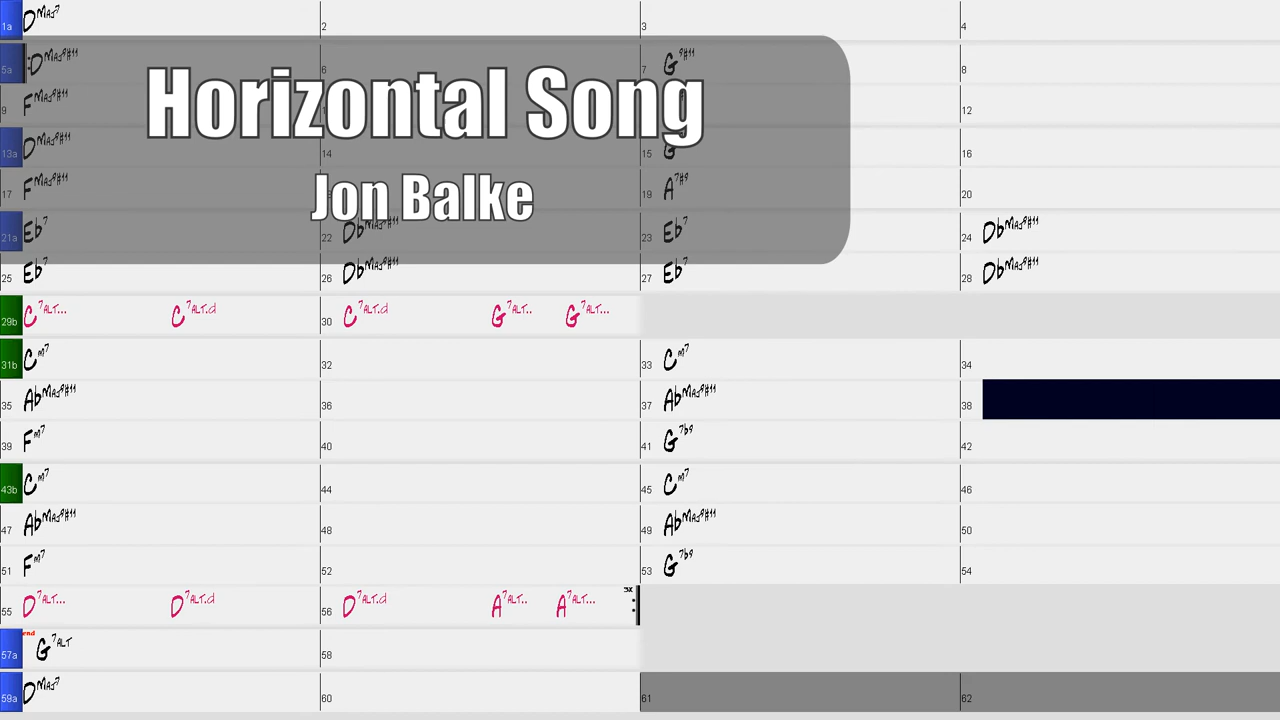 1a DMAJ7 2 3 4
5a DMAJ9#11 6 7 G9#11 8
Horizontal Song
9 FMAJ9#11 12
13a DMAJ9#11 14 15 G 16
17 FMAJ9#11 19 A7#9 20
Jon Balke
21a Eb7 22 DbMAJ9#11 23 Eb7 24 DbMAJ9#11
25 Eb7 26 DbMAJ9#11 27 Eb7 28 DbMAJ9#11
29b C7ALT... C7ALT.d 30 C7ALT.d G7ALT.. G7ALT...
31b Cm7 32 33 Cm7 34
35 AbMAJ9#11 36 37 AbMAJ9#11 38
39 Fm7 40 41 G7b9 42
43b Cm7 44 45 Cm7 46
47 AbMAJ9#11 48 49 AbMAJ9#11 50
51 Fm7 52 53 G7b9 54
55 D7ALT... D7ALT.d 56 D7ALT.d A7ALT.. A7ALT...
57a end G7ALT 58
59a DMAJ7 60 61 62